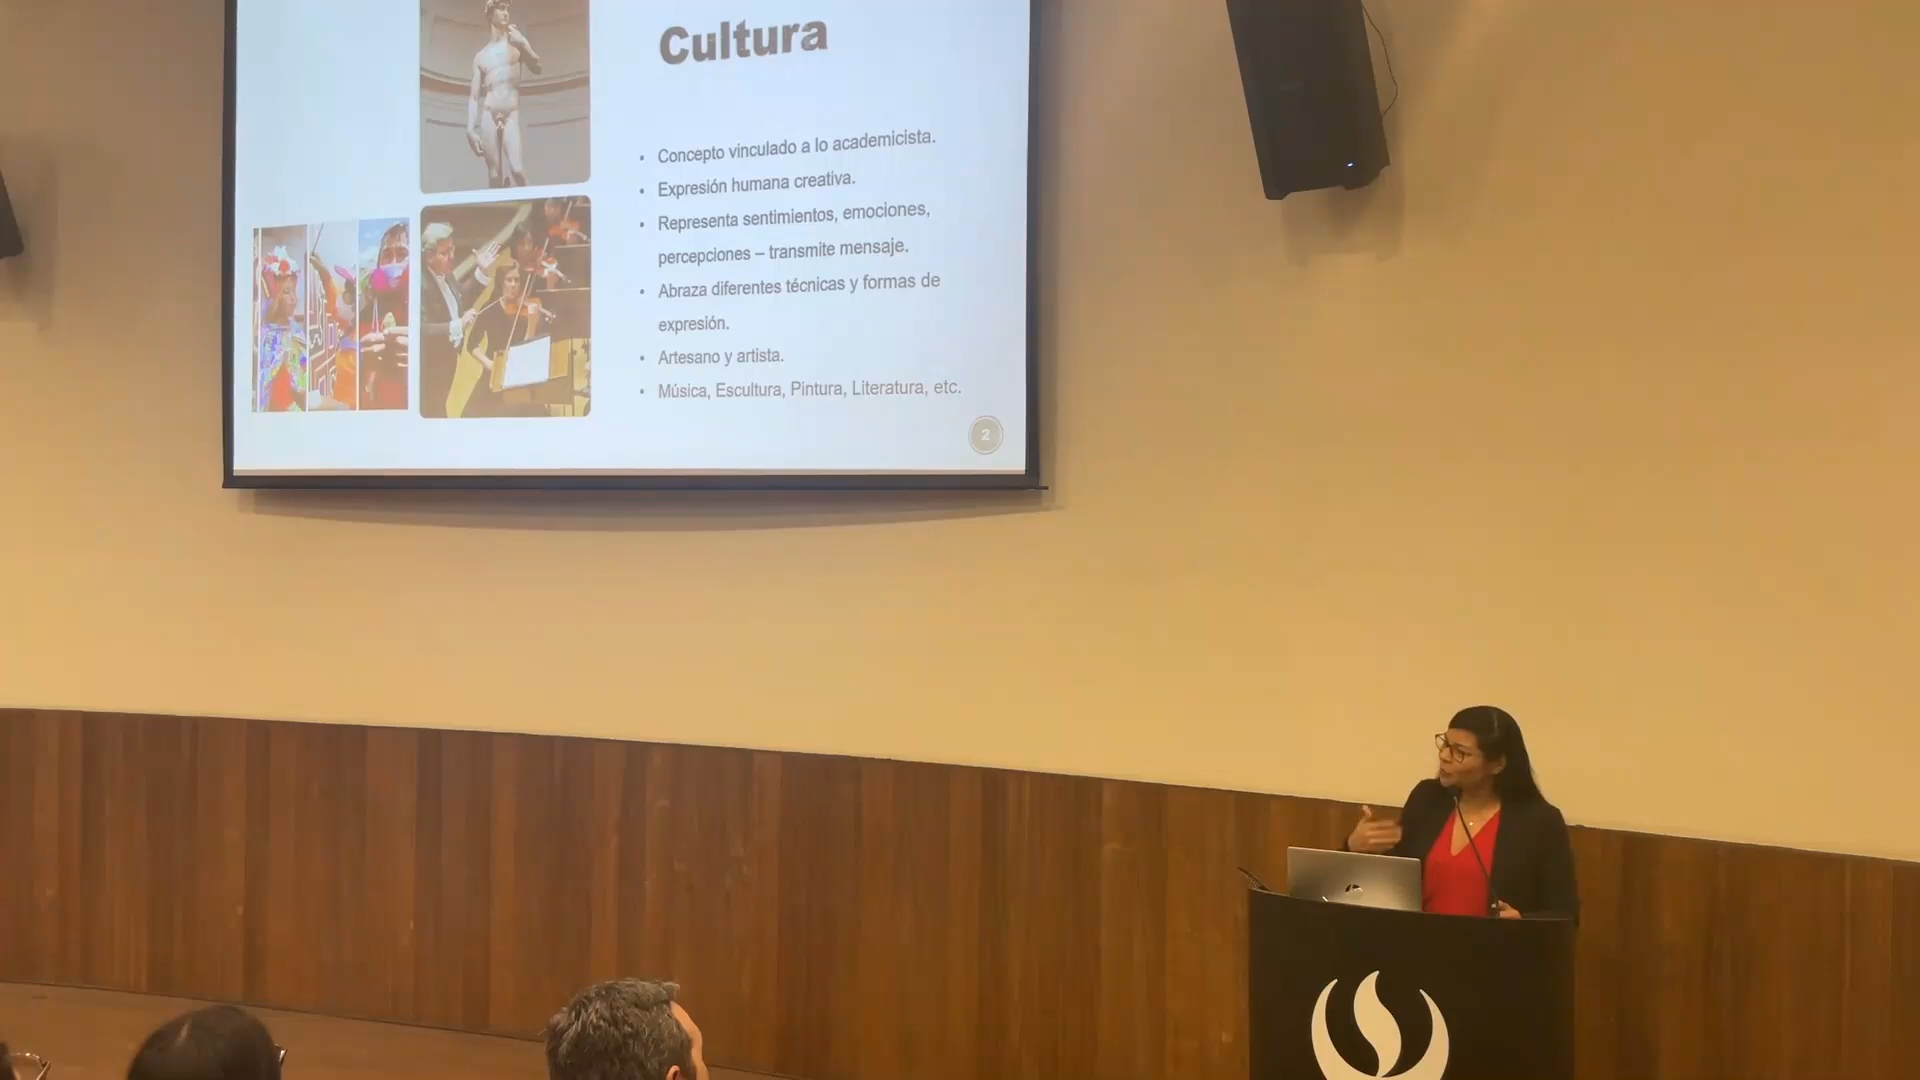 Cultura
• Concepto vinculado a lo academicista.
• Expresión humana creativa.
• Representa sentimientos, emociones,
percepciones – transmite mensaje.
• Abraza diferentes técnicas y formas de
expresión.
• Artesano y artista.
• Música, Escultura, Pintura, Literatura, etc.
2